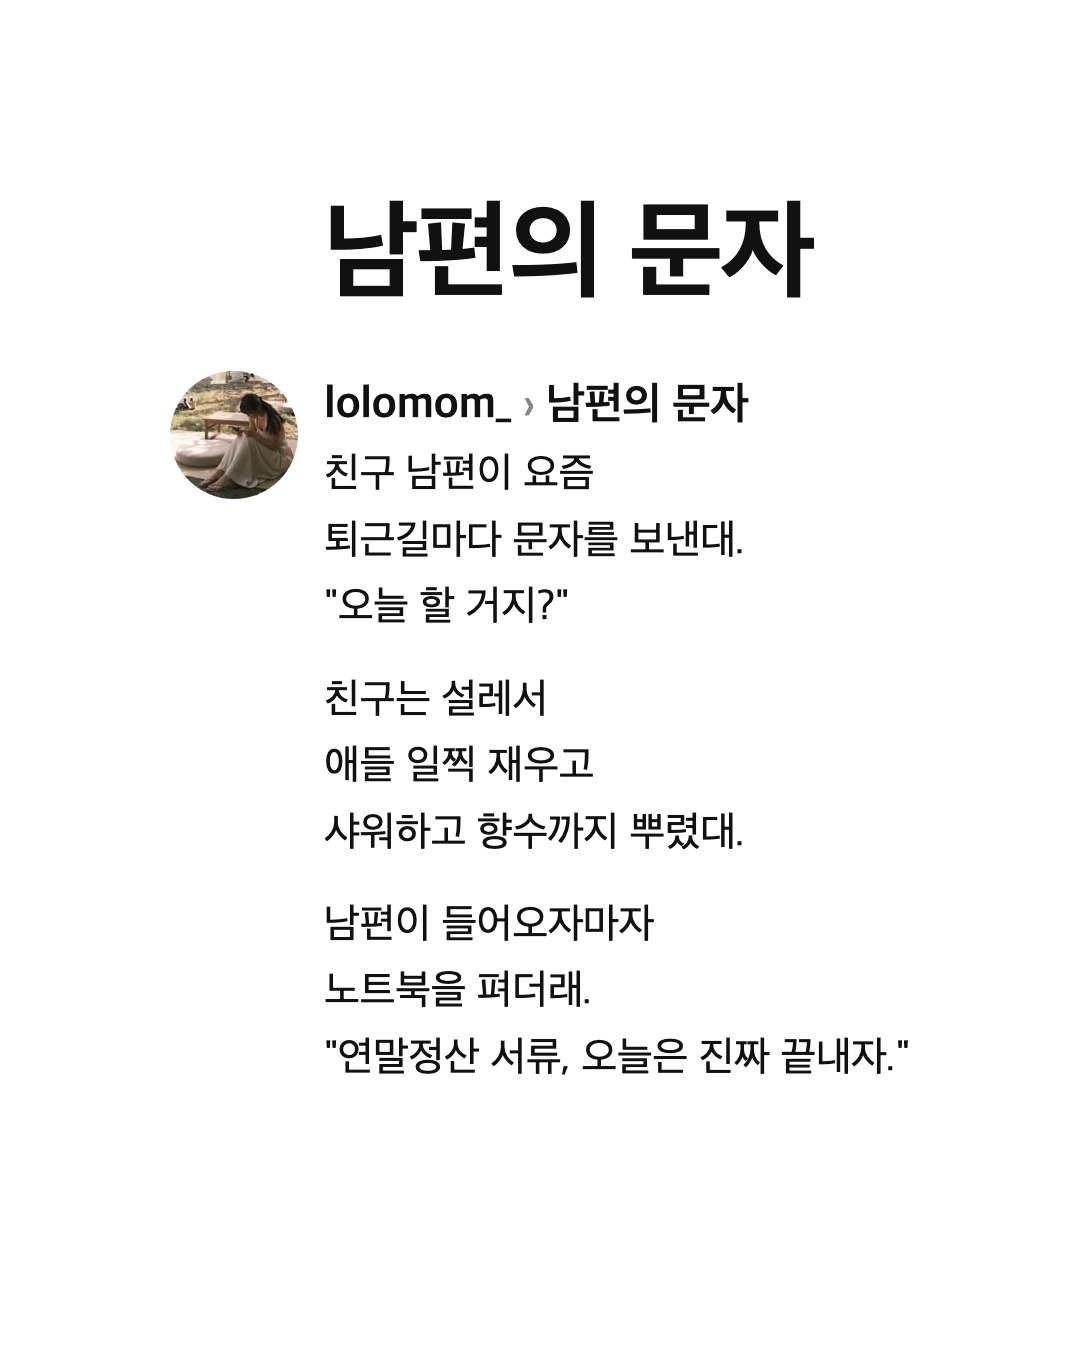 남편의 문자
lolomom_ › 남편의 문자
친구 남편이 요즘
퇴근길마다 문자를 보낸대.
"오늘 할 거지?"
친구는 설레서
애들 일찍 재우고
샤워하고 향수까지 뿌렸대.
남편이 들어오자마자
노트북을 펴더래.
"연말정산 서류, 오늘은 진짜 끝내자."